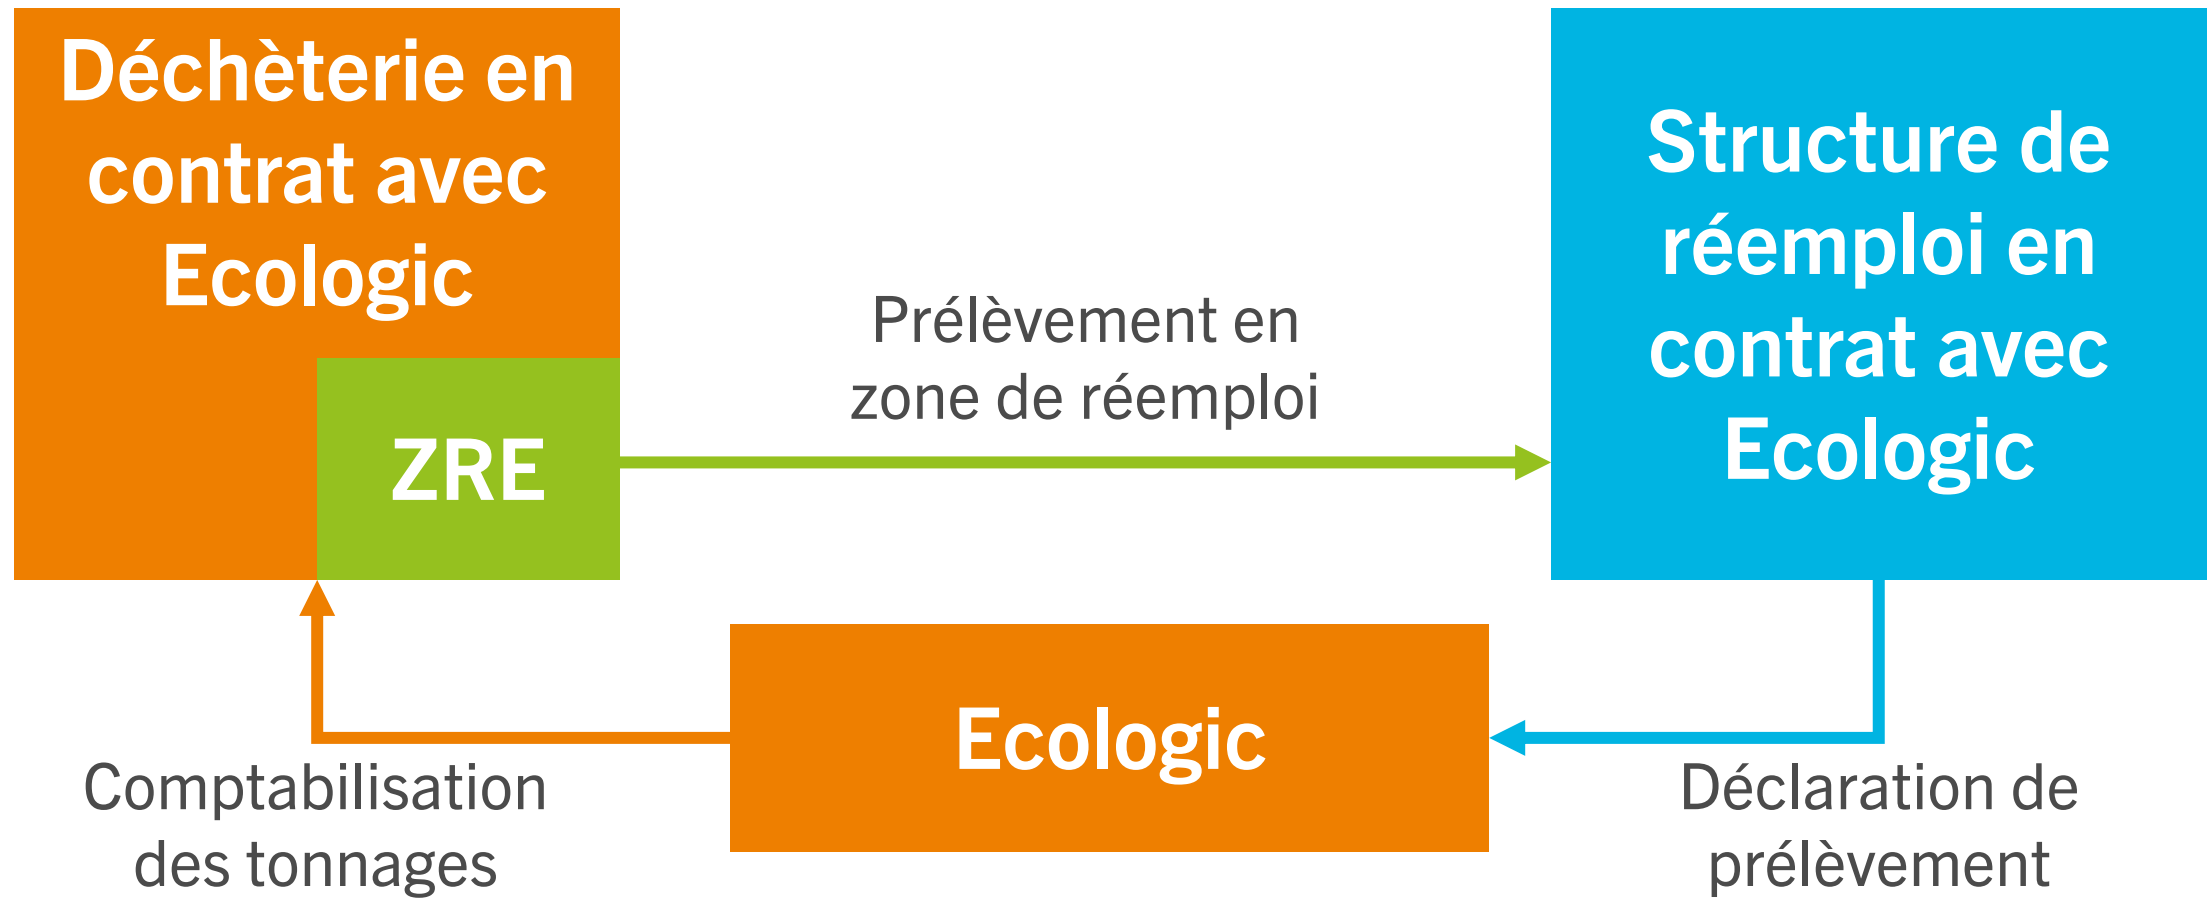 Déchèterie en
contrat avec
Ecologic
ZRE
Prélèvement en
zone de réemploi
Structure de
réemploi en
contrat avec
Ecologic
Ecologic
Comptabilisation
des tonnages
Déclaration de
prélèvement